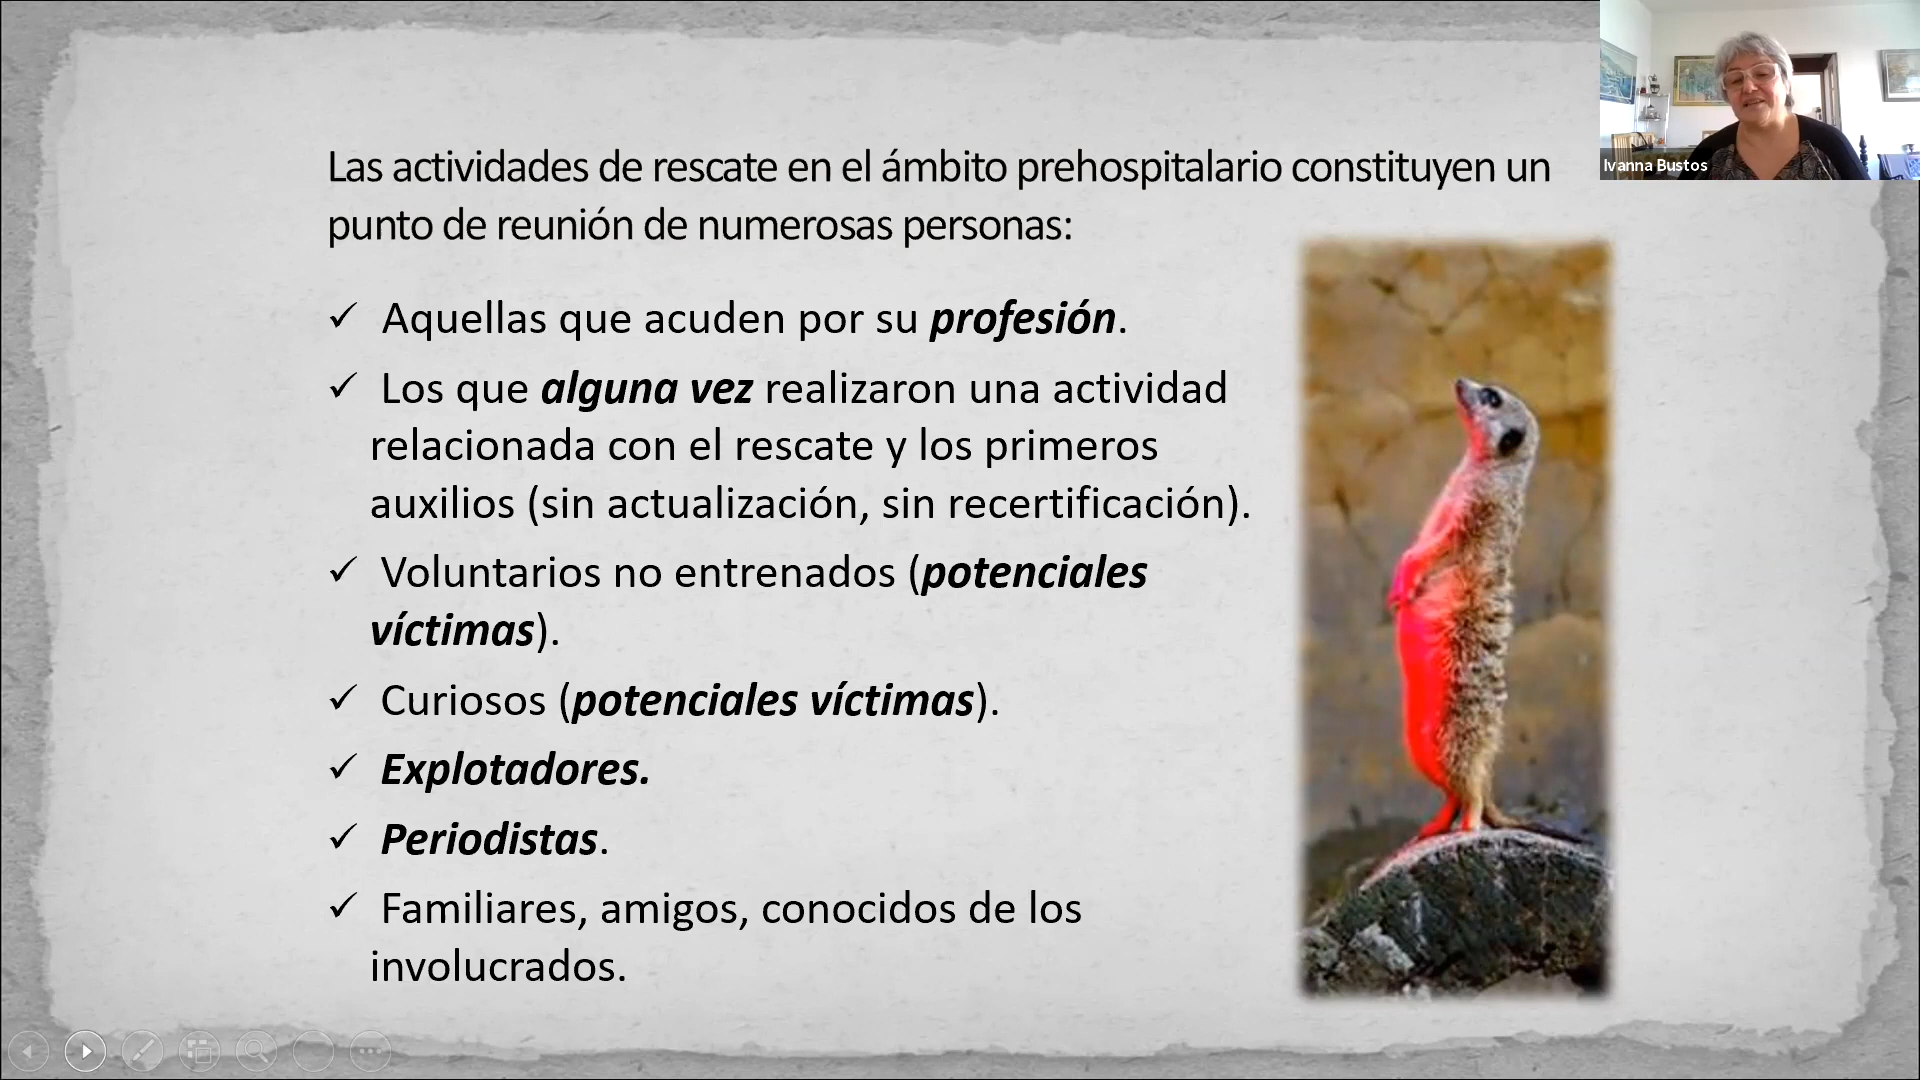 Las actividades de rescate en el ámbito prehospitalario constituyen un
punto de reunión de numerosas personas:
✓ Aquellas que acuden por su profesión.
✓ Los que alguna vez realizaron una actividad
relacionada con el rescate y los primeros
auxilios (sin actualización, sin recertificación).
✓ Voluntarios no entrenados (potenciales
víctimas).
✓ Curiosos (potenciales víctimas).
✓ Explotadores.
✓ Periodistas.
✓ Familiares, amigos, conocidos de los
involucrados.
Ivanna Bustos